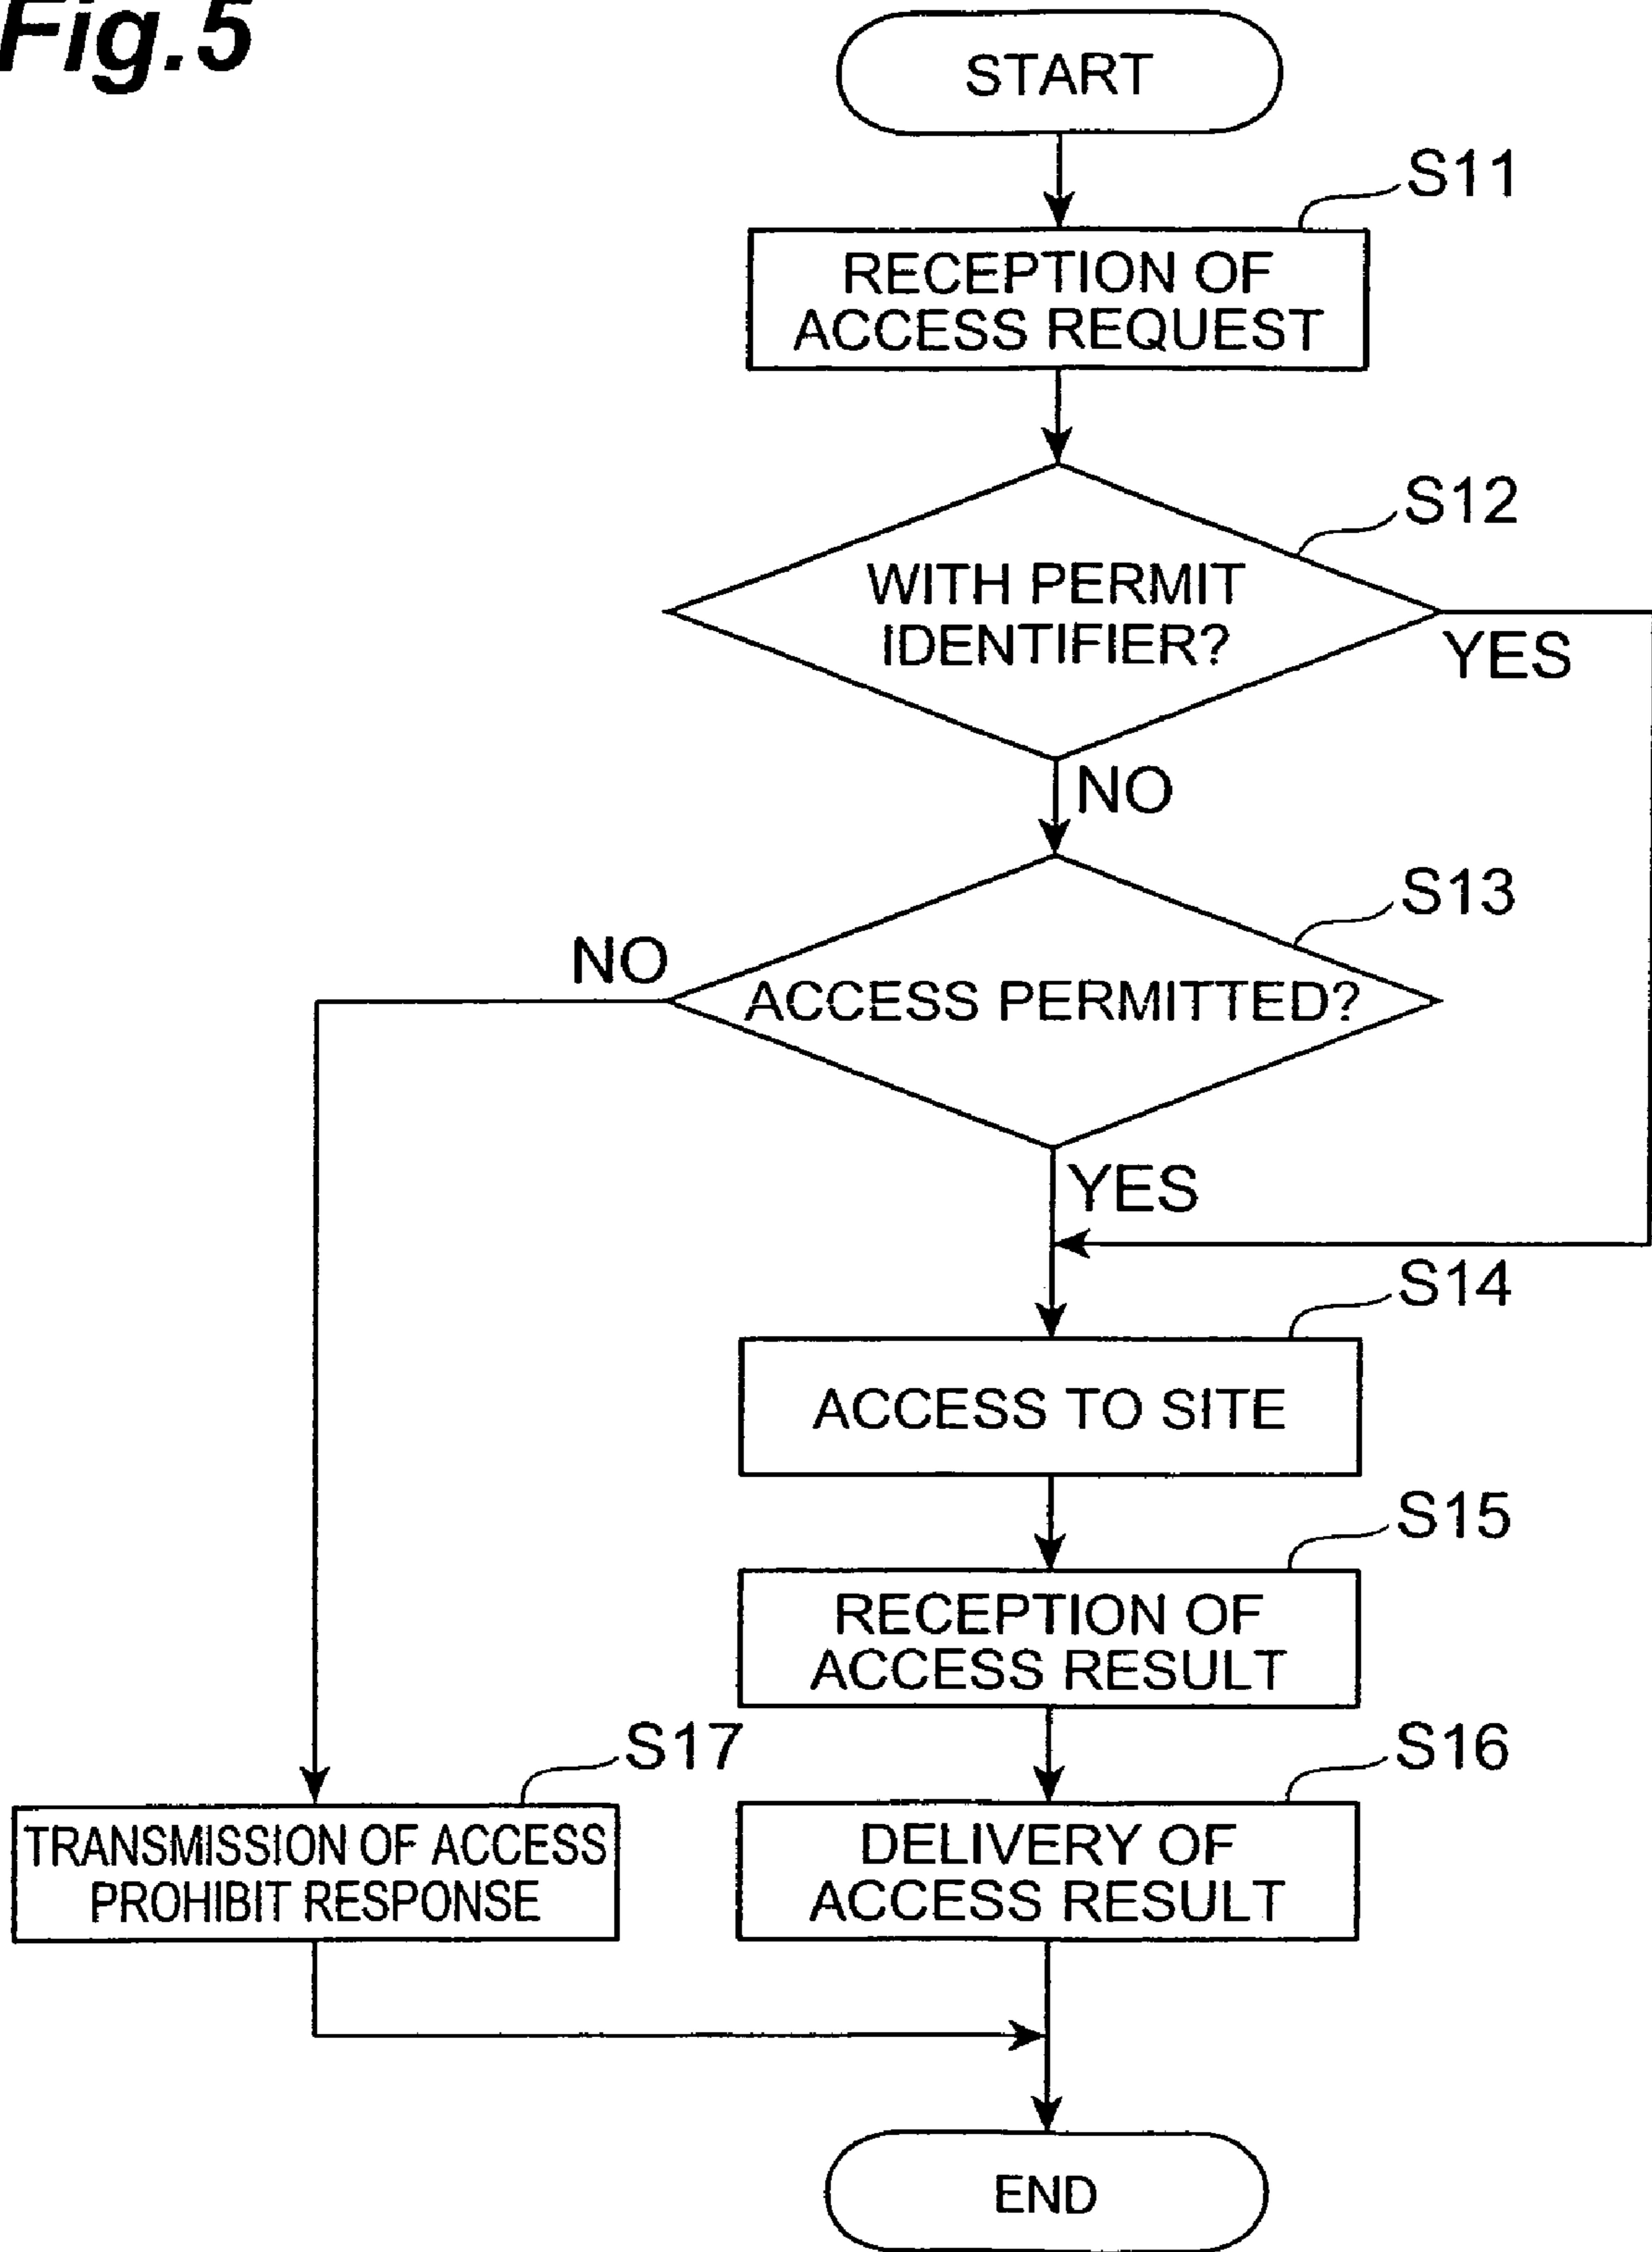 Fig.5
START
S11
RECEPTION OF
ACCESS REQUEST
S12
WITH PERMIT
IDENTIFIER?
YES
NO
S13
NO
ACCESS PERMITTED?
YES
S14
ACCESS TO SITE
S15
RECEPTION OF
ACCESS RESULT
S17
TRANSMISSION OF ACCESS
PROHIBIT RESPONSE
S16
DELIVERY OF
ACCESS RESULT
END